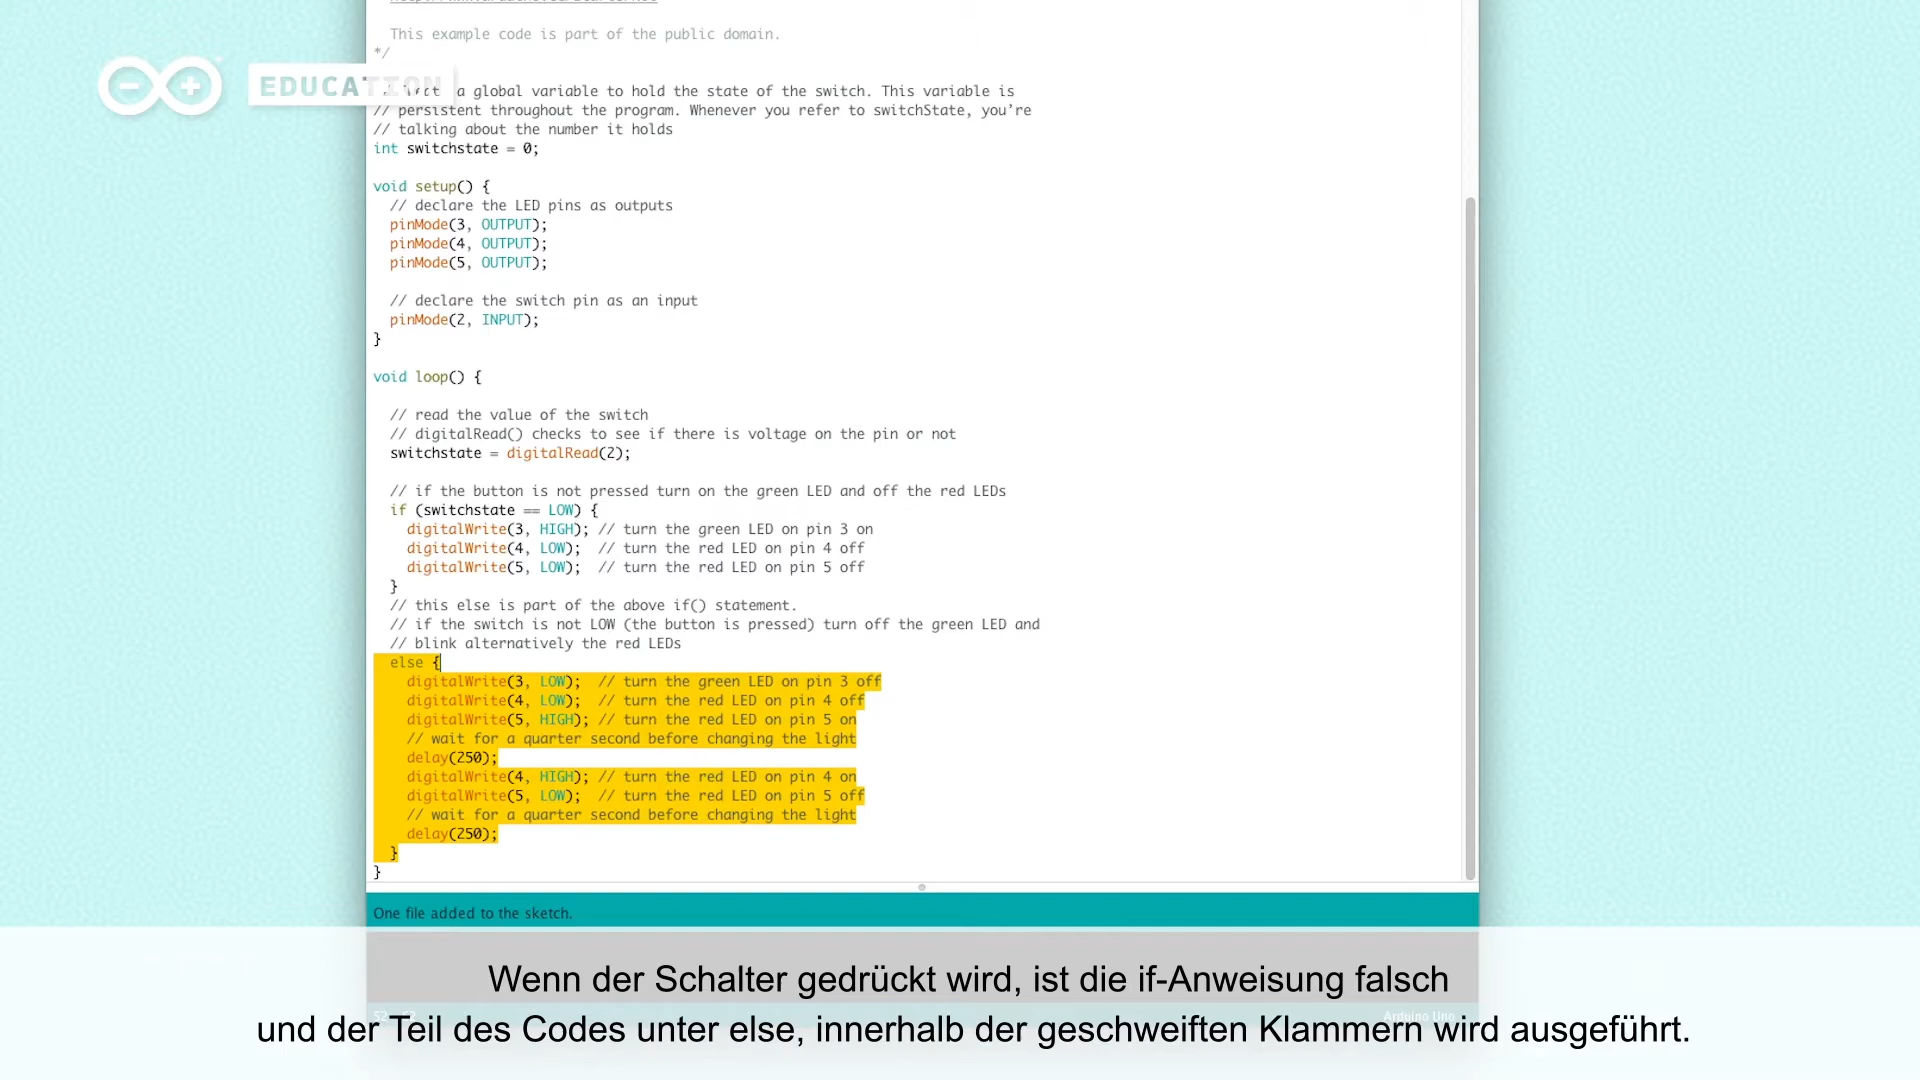 This example code is part of the public domain.
*/
EDUCATION
a global variable to hold the state of the switch. This variable is
// persistent throughout the program. Whenever you refer to switchState, you’re
// talking about the number it holds
int switchstate = 0;
void setup() {
// declare the LED pins as outputs
pinMode(3, OUTPUT);
pinMode(4, OUTPUT);
pinMode(5, OUTPUT);
// declare the switch pin as an input
pinMode(2, INPUT);
}
void loop() {
// read the value of the switch
// digitalRead() checks to see if there is voltage on the pin or not
switchstate = digitalRead(2);
// if the button is not pressed turn on the green LED and off the red LEDs
if (switchstate == LOW) {
digitalWrite(3, HIGH); // turn the green LED on pin 3 on
digitalWrite(4, LOW);  // turn the red LED on pin 4 off
digitalWrite(5, LOW);  // turn the red LED on pin 5 off
}
// this else is part of the above if() statement.
// if the switch is not LOW (the button is pressed) turn off the green LED and
// blink alternatively the red LEDs
else {
digitalWrite(3, LOW);  // turn the green LED on pin 3 off
digitalWrite(4, LOW);  // turn the red LED on pin 4 off
digitalWrite(5, HIGH); // turn the red LED on pin 5 on
// wait for a quarter second before changing the light
delay(250);
digitalWrite(4, HIGH); // turn the red LED on pin 4 on
digitalWrite(5, LOW);  // turn the red LED on pin 5 off
// wait for a quarter second before changing the light
delay(250);
}
}
One file added to the sketch.
Wenn der Schalter gedrückt wird, ist die if-Anweisung falsch
Arduino Uno
und der Teil des Codes unter else, innerhalb der geschweiften Klammern wird ausgeführt.